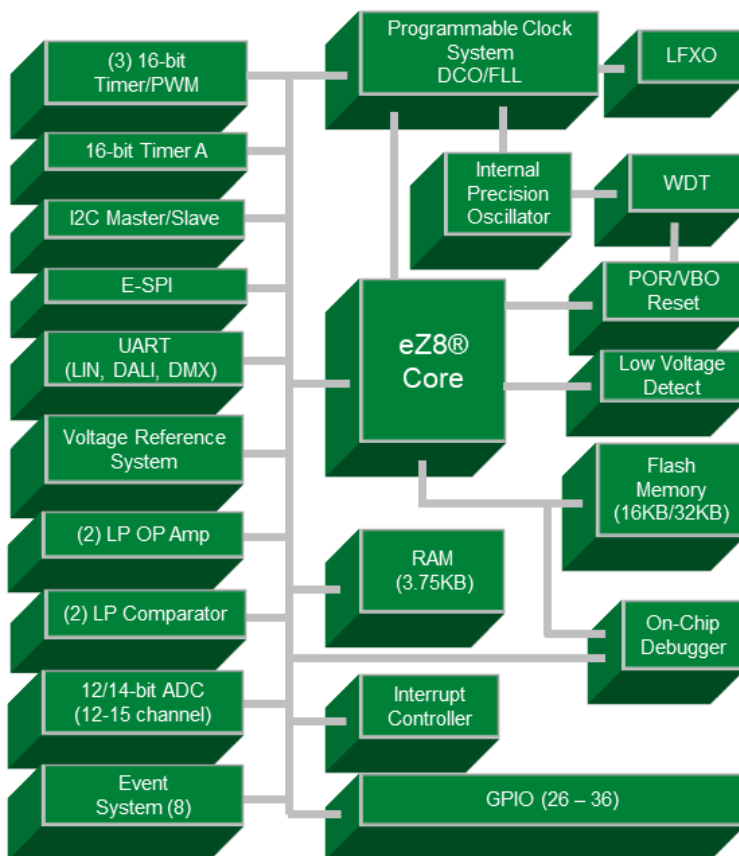 (3) 16-bit
Timer/PWM
16-bit Timer A
I2C Master/Slave
E-SPI
UART
(LIN, DALI, DMX)
Voltage Reference
System
(2) LP OP Amp
(2) LP Comparator
12/14-bit ADC
(12-15 channel)
Event
System (8)
Programmable Clock
System
DCO/FLL
LFXO
Internal
Precision
Oscillator
WDT
POR/VBO
Reset
eZ8®
Core
Low Voltage
Detect
Flash
Memory
(16KB/32KB)
RAM
(3.75KB)
On-Chip
Debugger
Interrupt
Controller
GPIO (26 – 36)